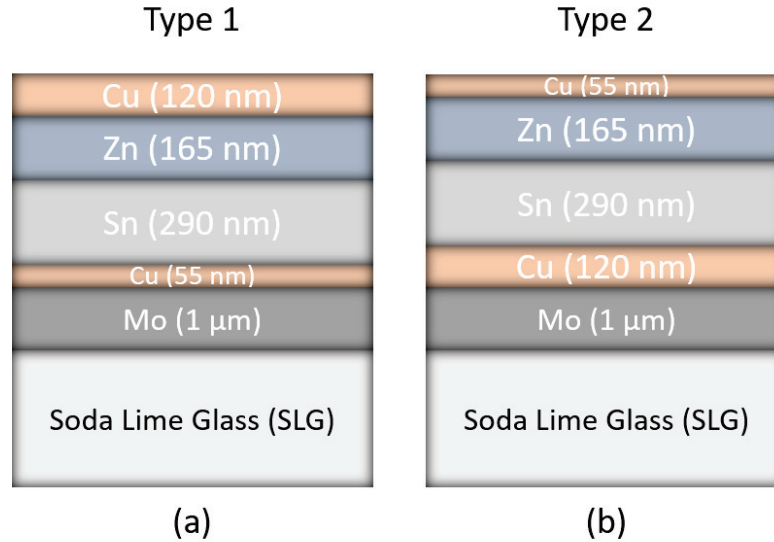 Type 1
Cu (120 nm)
Zn (165 nm)
Sn (290 nm)
Cu (55 nm)
Mo (1 µm)
Soda Lime Glass (SLG)
(a)
Type 2
Cu (55 nm)
Zn (165 nm)
Sn (290 nm)
Cu (120 nm)
Mo (1 µm)
Soda Lime Glass (SLG)
(b)